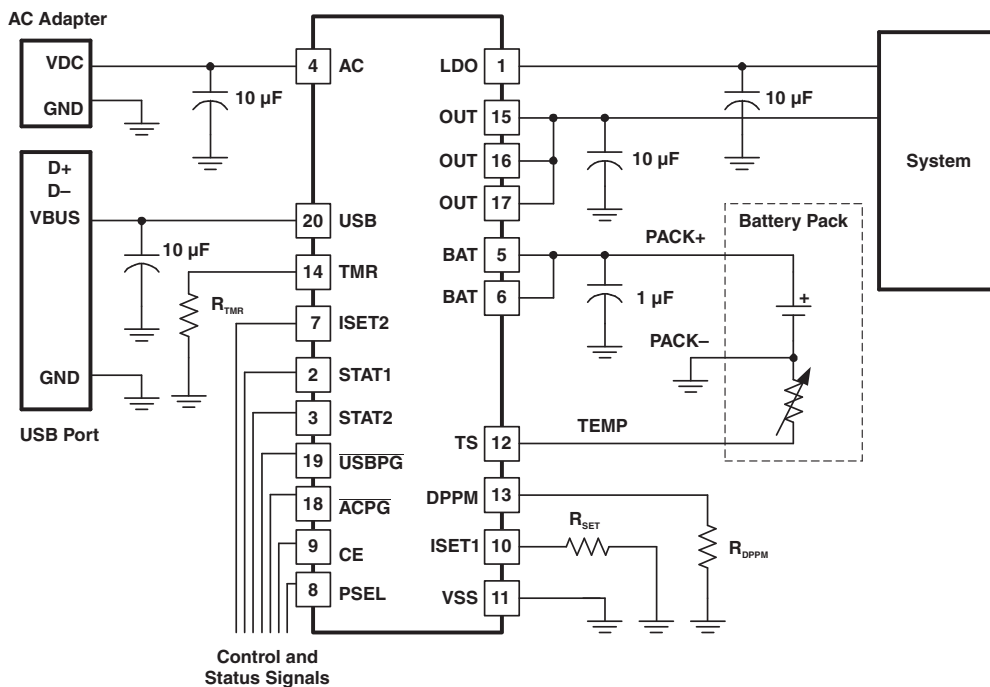 AC Adapter
VDC
GND
10 µF
4
AC
LDO
1
10 µF
OUT
15
OUT
16
OUT
17
10 µF
System
D+
D–
VBUS
GND
USB Port
10 µF
20
USB
14
TMR
R_TMR
7
ISET2
2
STAT1
3
STAT2
19
USBPG
18
ACPG
9
CE
8
PSEL
BAT
5
BAT
6
1 µF
PACK+
Battery Pack
+
PACK–
TS
12
TEMP
DPPM
13
R_DPPM
ISET1
10
R_SET
VSS
11
Control and
Status Signals